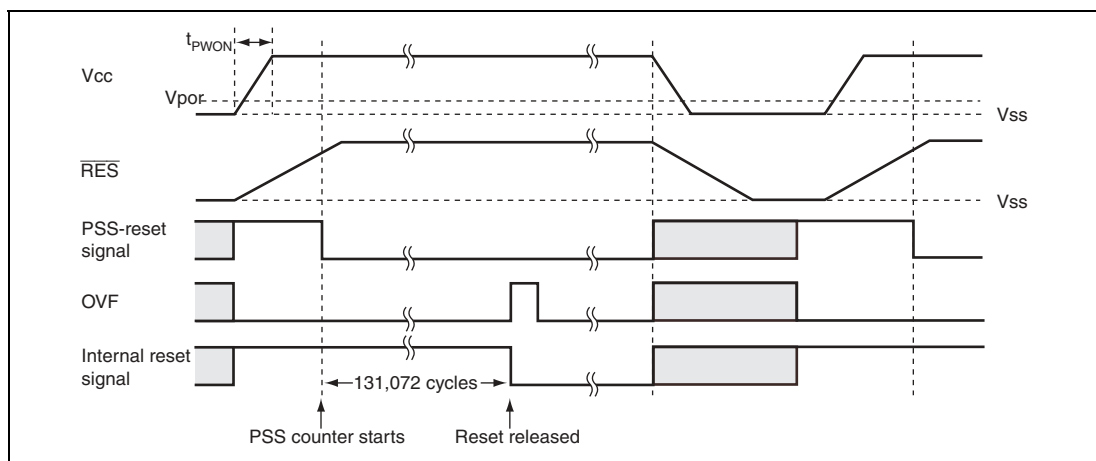 tPWON
Vcc
Vpor
Vss
RES
Vss
PSS-reset
signal
OVF
Internal reset
signal
131,072 cycles
PSS counter starts
Reset released